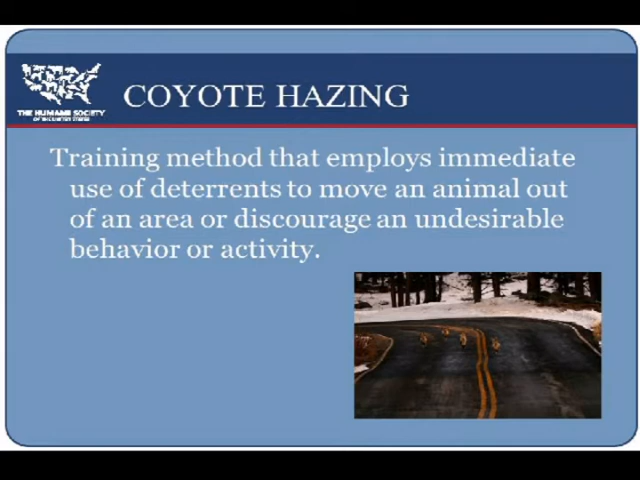 THE HUMANE SOCIETY
OF THE UNITED STATES
COYOTE HAZING
Training method that employs immediate
use of deterrents to move an animal out
of an area or discourage an undesirable
behavior or activity.